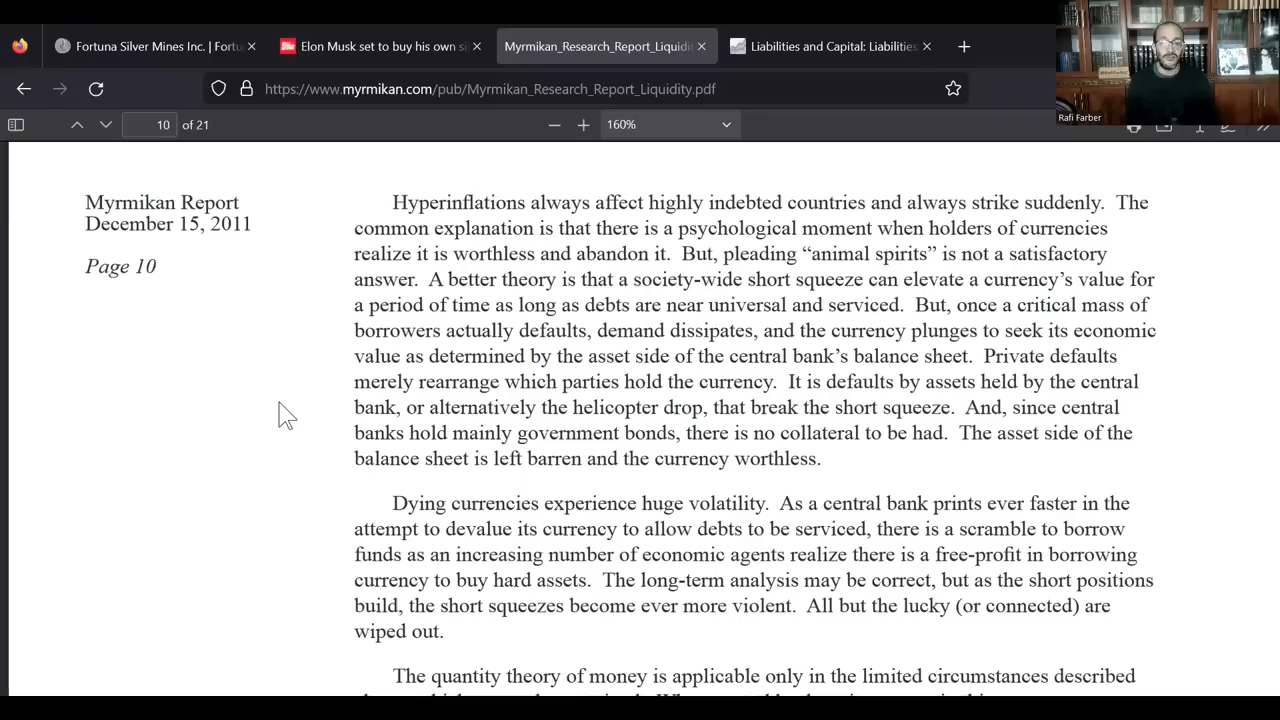 Fortuna Silver Mines Inc. | Fortu
Elon Musk set to buy his own s
Myrmikan_Research_Report_Liquidit
Liabilities and Capital: Liabilities
https://www.myrmikan.com/pub/Myrmikan_Research_Report_Liquidity.pdf
Rafi Farber
10 of 21
160%
Myrmikan Report
December 15, 2011
Page 10
Hyperinflations always affect highly indebted countries and always strike suddenly. The
common explanation is that there is a psychological moment when holders of currencies
realize it is worthless and abandon it. But, pleading “animal spirits” is not a satisfactory
answer. A better theory is that a society-wide short squeeze can elevate a currency’s value for
a period of time as long as debts are near universal and serviced. But, once a critical mass of
borrowers actually defaults, demand dissipates, and the currency plunges to seek its economic
value as determined by the asset side of the central bank’s balance sheet. Private defaults
merely rearrange which parties hold the currency. It is defaults by assets held by the central
bank, or alternatively the helicopter drop, that break the short squeeze. And, since central
banks hold mainly government bonds, there is no collateral to be had. The asset side of the
balance sheet is left barren and the currency worthless.
Dying currencies experience huge volatility. As a central bank prints ever faster in the
attempt to devalue its currency to allow debts to be serviced, there is a scramble to borrow
funds as an increasing number of economic agents realize there is a free-profit in borrowing
currency to buy hard assets. The long-term analysis may be correct, but as the short positions
build, the short squeezes become ever more violent. All but the lucky (or connected) are
wiped out.
The quantity theory of money is applicable only in the limited circumstances described